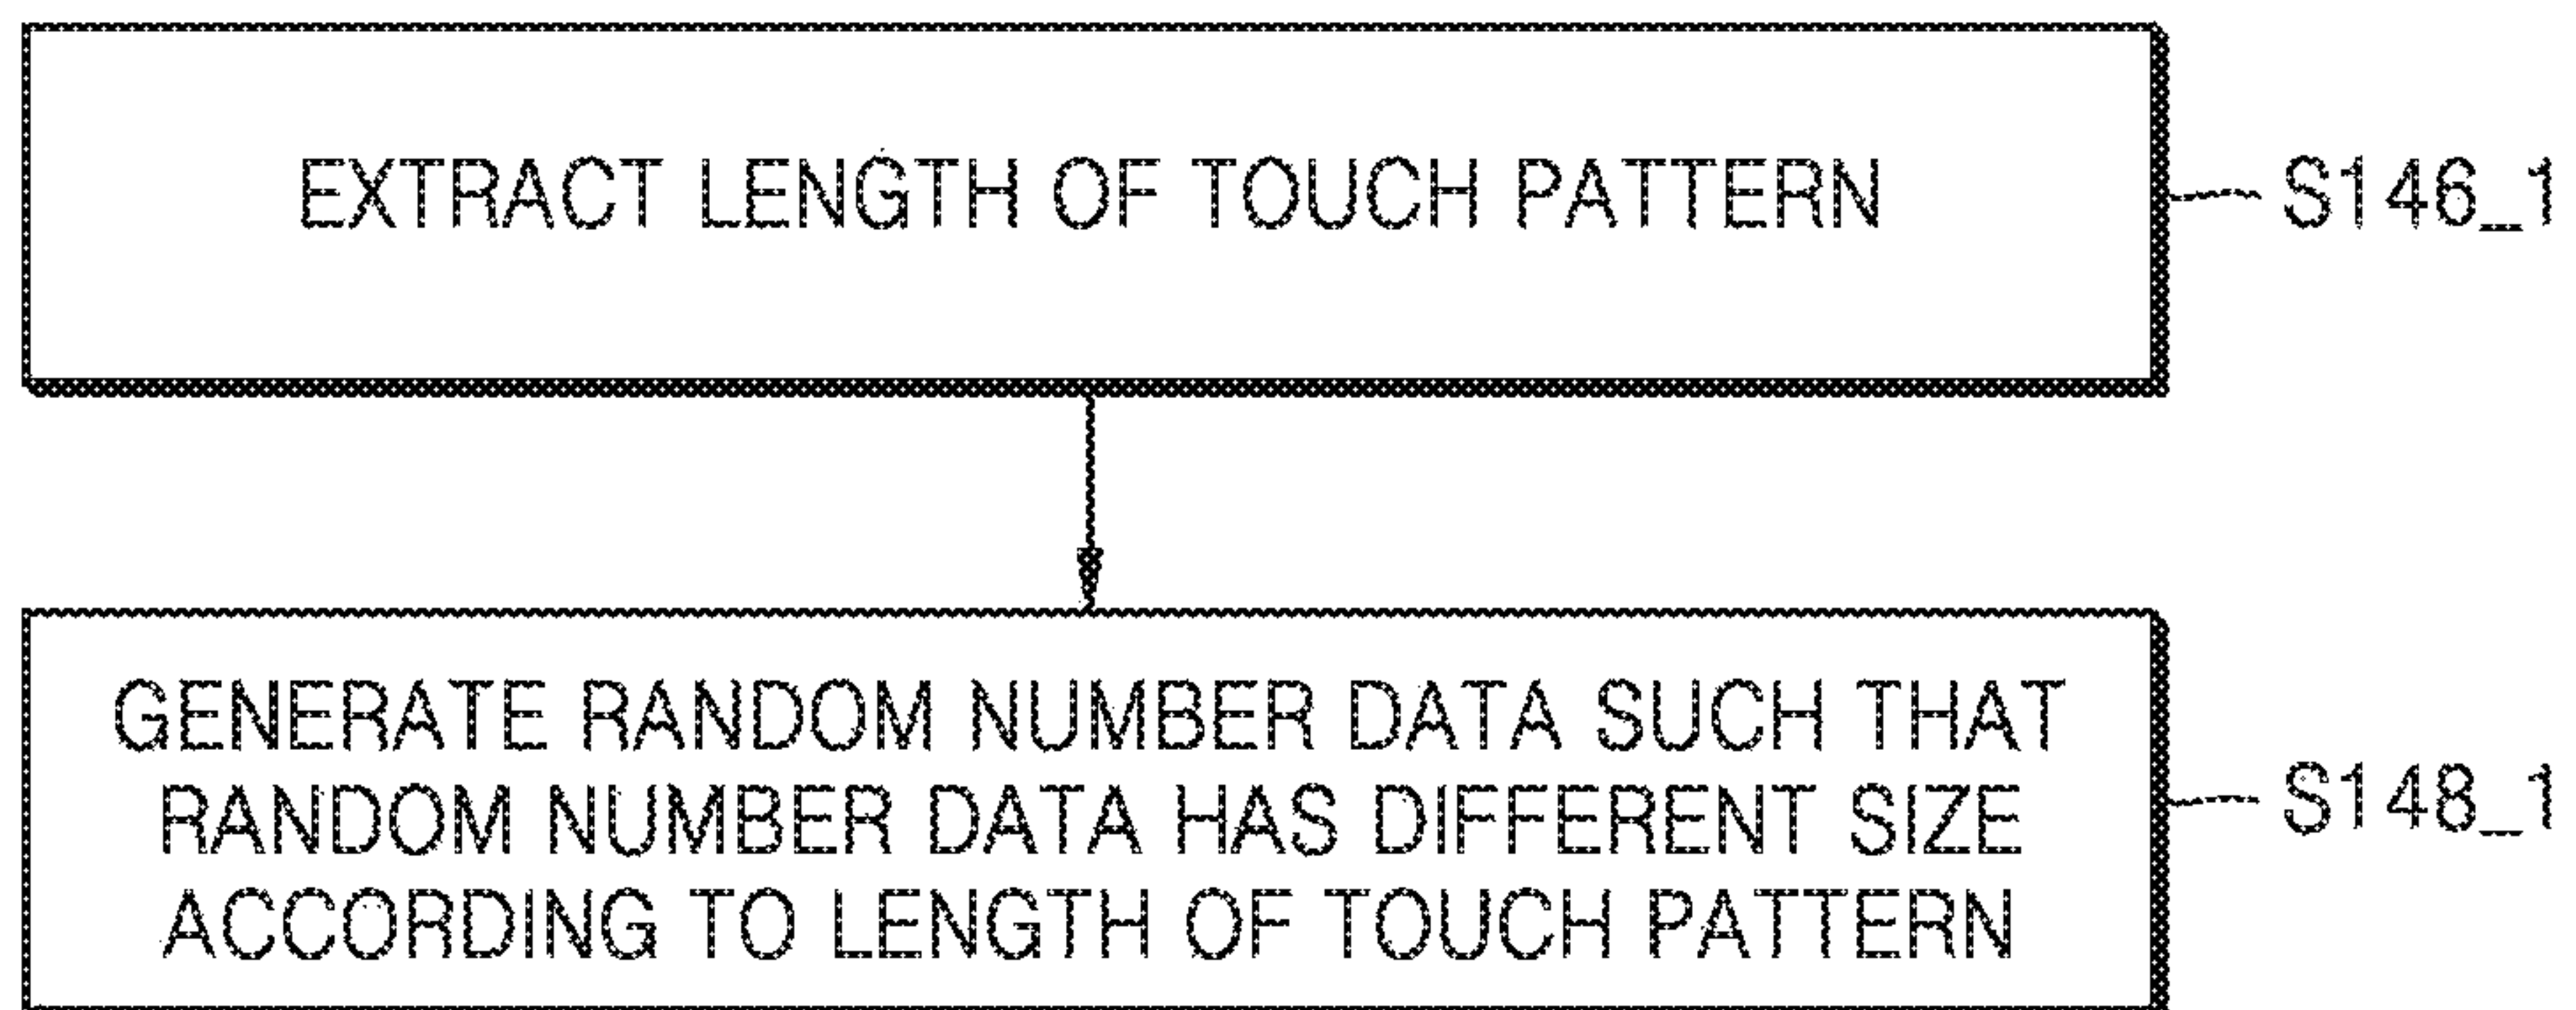 EXTRACT LENGTH OF TOUCH PATTERN
S146_1
GENERATE RANDOM NUMBER DATA SUCH THAT
RANDOM NUMBER DATA HAS DIFFERENT SIZE
ACCORDING TO LENGTH OF TOUCH PATTERN
S148_1